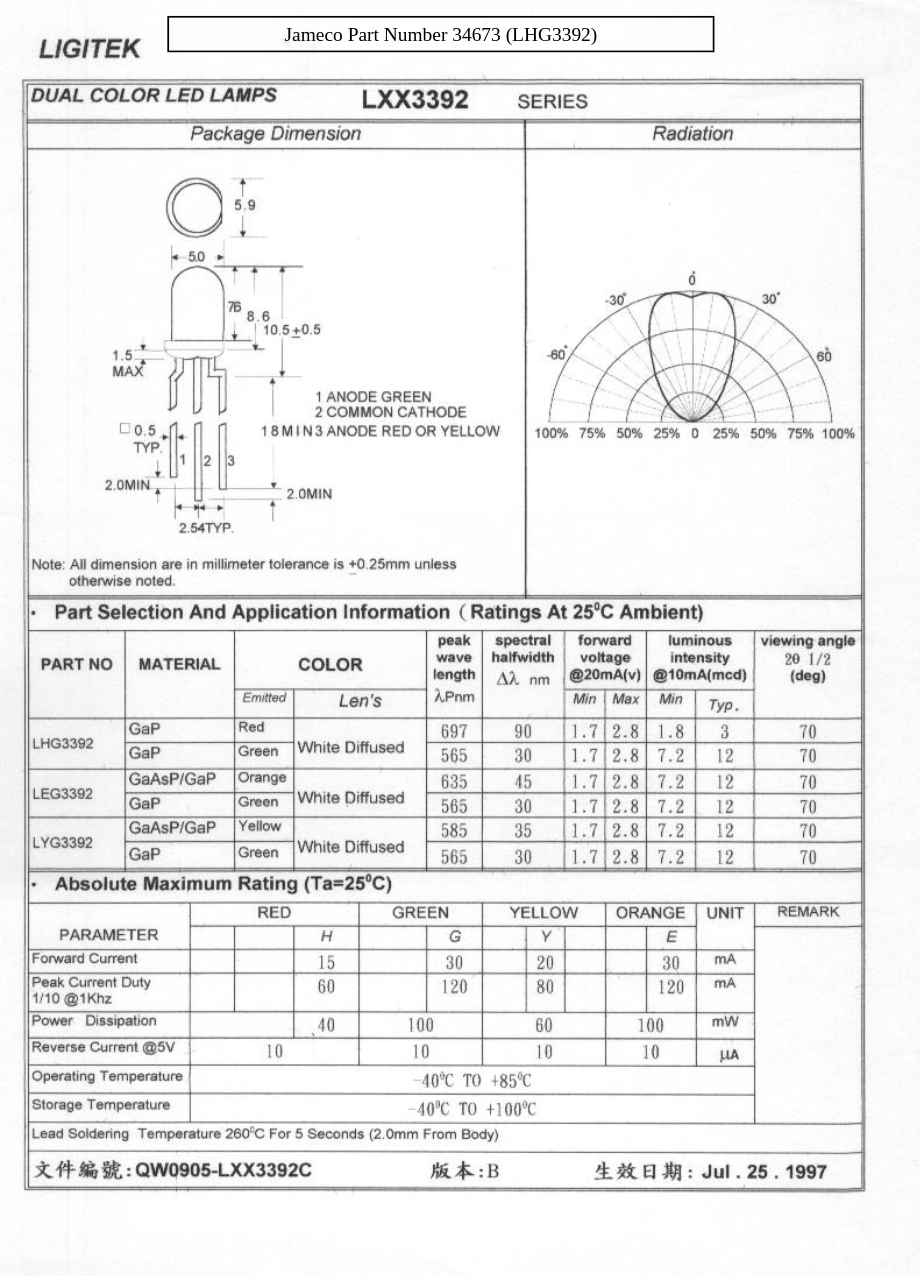 Jameco Part Number 34673 (LHG3392)
LIGITEK
DUAL COLOR LED LAMPS LXX3392 SERIES
Package Dimension Radiation
5.9
5.0
76
8.6
10.5 ±0.5
1.5
MAX
1 ANODE GREEN
2 COMMON CATHODE
18MIN 3 ANODE RED OR YELLOW
□ 0.5
TYP.
1 2 3
2.0MIN
2.0MIN
2.54TYP.
0°
-30° 30°
-60° 60°
100% 75% 50% 25% 0 25% 50% 75% 100%
Note: All dimension are in millimeter tolerance is ±0.25mm unless
otherwise noted.
· Part Selection And Application Information ( Ratings At 25⁰C Ambient)
PART NO MATERIAL COLOR peak wave length λPnm spectral halfwidth Δλ nm forward voltage @20mA(v) luminous intensity @10mA(mcd) viewing angle 2θ 1/2 (deg)
Emitted Len's Min Max Min Typ.
LHG3392 GaP Red White Diffused 697 90 1.7 2.8 1.8 3 70
GaP Green 565 30 1.7 2.8 7.2 12 70
LEG3392 GaAsP/GaP Orange White Diffused 635 45 1.7 2.8 7.2 12 70
GaP Green 565 30 1.7 2.8 7.2 12 70
LYG3392 GaAsP/GaP Yellow White Diffused 585 35 1.7 2.8 7.2 12 70
GaP Green 565 30 1.7 2.8 7.2 12 70
· Absolute Maximum Rating (Ta=25⁰C)
PARAMETER RED GREEN YELLOW ORANGE UNIT REMARK
H G Y E
Forward Current 15 30 20 30 mA
Peak Current Duty
1/10 @1Khz 60 120 80 120 mA
Power Dissipation 40 100 60 100 mW
Reverse Current @5V 10 10 10 10 μA
Operating Temperature -40⁰C TO +85⁰C
Storage Temperature -40⁰C TO +100⁰C
Lead Soldering Temperature 260⁰C For 5 Seconds (2.0mm From Body)
文件編號: QW0905-LXX3392C 版本: B 生效日期: Jul . 25 . 1997